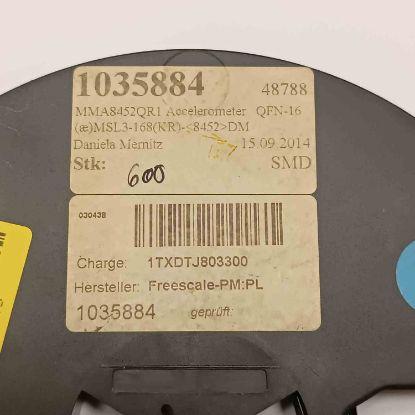 1035884 48788
MMA8452QR1 Accelerometer QFN-16
(æ)MSL3-168(KR)-<8452>DM
Daniela Mernitz 15.09.2014
Stk: 600 SMD
030438
Charge: 1TXDTJ803300
Hersteller: Freescale-PM:PL
1035884 geprüft: